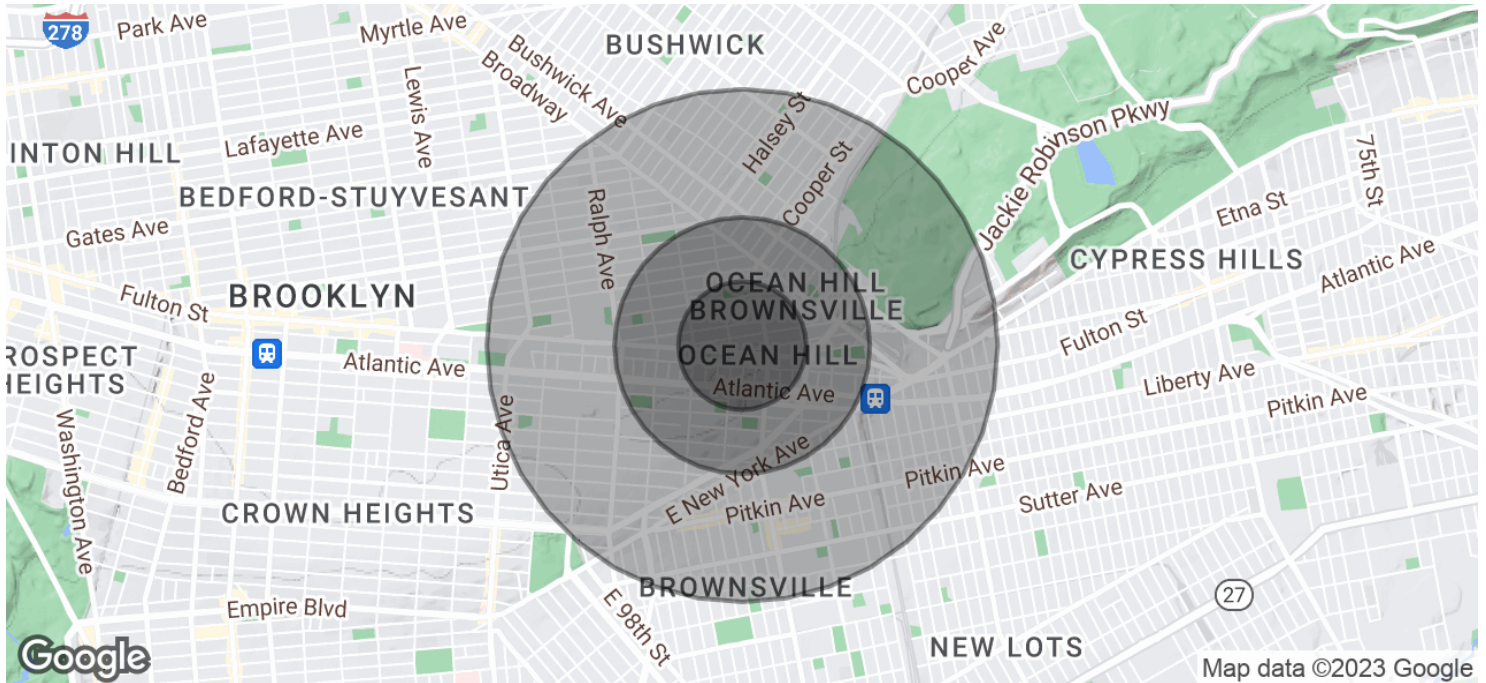 278
Park Ave
Myrtle Ave
Bushwick Ave
Broadway
BUSHWICK
Cooper Ave
Lewis Ave
Lafayette Ave
Halsey St
Cooper St
Jackie Robinson Pkwy
75th St
INTON HILL
BEDFORD-STUYVESANT
Ralph Ave
Gates Ave
Etna St
CYPRESS HILLS
Atlantic Ave
OCEAN HILL
BROWNSVILLE
Fulton St
BROOKLYN
Fulton St
OCEAN HILL
ROSPECT
HEIGHTS
Atlantic Ave
Atlantic Ave
Liberty Ave
Pitkin Ave
Washington Ave
Bedford Ave
Utica Ave
E New York Ave
Pitkin Ave
Pitkin Ave
Sutter Ave
CROWN HEIGHTS
BROWNSVILLE
Empire Blvd
E 98th St
27
NEW LOTS
Google
Map data ©2023 Google